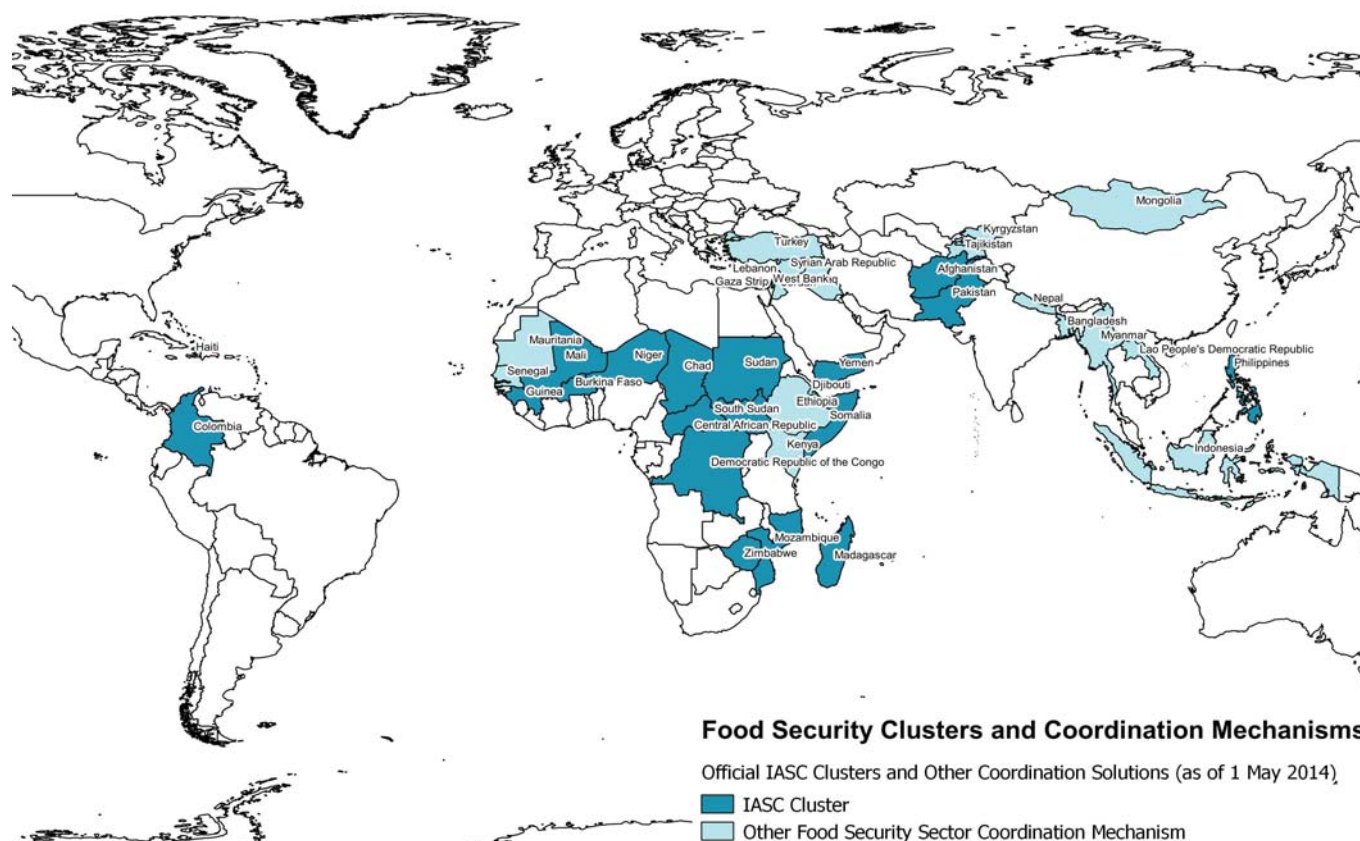 Mongolia
Kyrgyzstan
Tajikistan
Turkey
Syrian Arab Republic
Lebanon
West Bank
Gaza Strip
Afghanistan
Pakistan
Nepal
Bangladesh
Myanmar
Lao People's Democratic Republic
Philippines
Indonesia
Haiti
Colombia
Mauritania
Mali
Niger
Chad
Sudan
Yemen
Senegal
Guinea
Burkina Faso
Djibouti
South Sudan
Ethiopia
Somalia
Central African Republic
Kenya
Democratic Republic of the Congo
Mozambique
Zimbabwe
Madagascar
Food Security Clusters and Coordination Mechanisms
Official IASC Clusters and Other Coordination Solutions (as of 1 May 2014)
IASC Cluster
Other Food Security Sector Coordination Mechanism